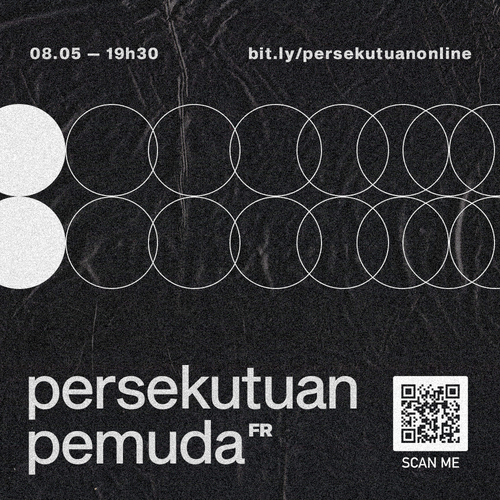 08.05 — 19h30
bit.ly/persekutuanonline
persekutuan
pemuda FR
SCAN ME